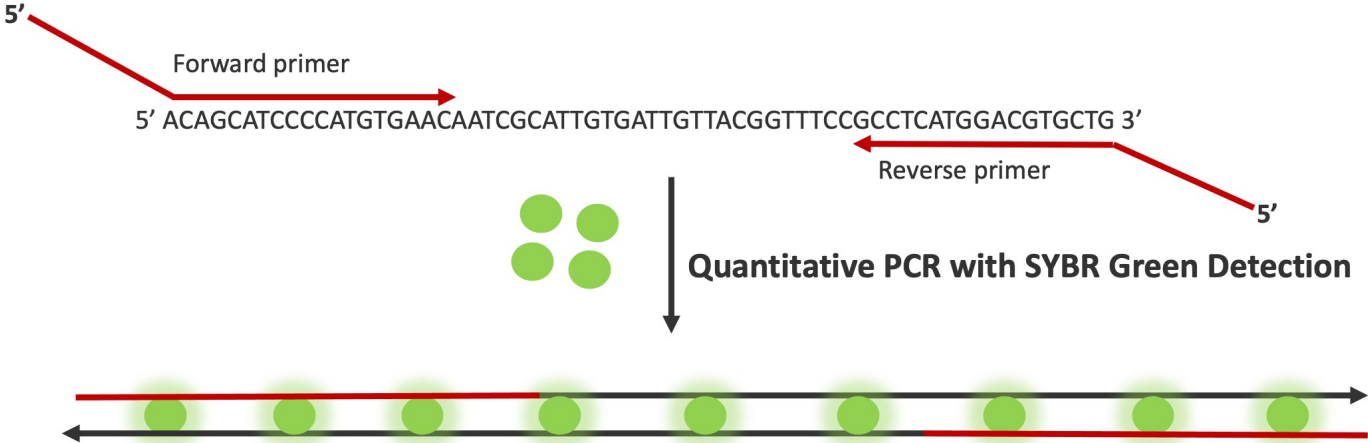 5’
Forward primer
5’ ACAGCATCCCCATGTGAACAATCGCATTGTGATTGTTACGGTTTCCGCCTCATGGACGTGCTG 3’
Reverse primer
5’
Quantitative PCR with SYBR Green Detection